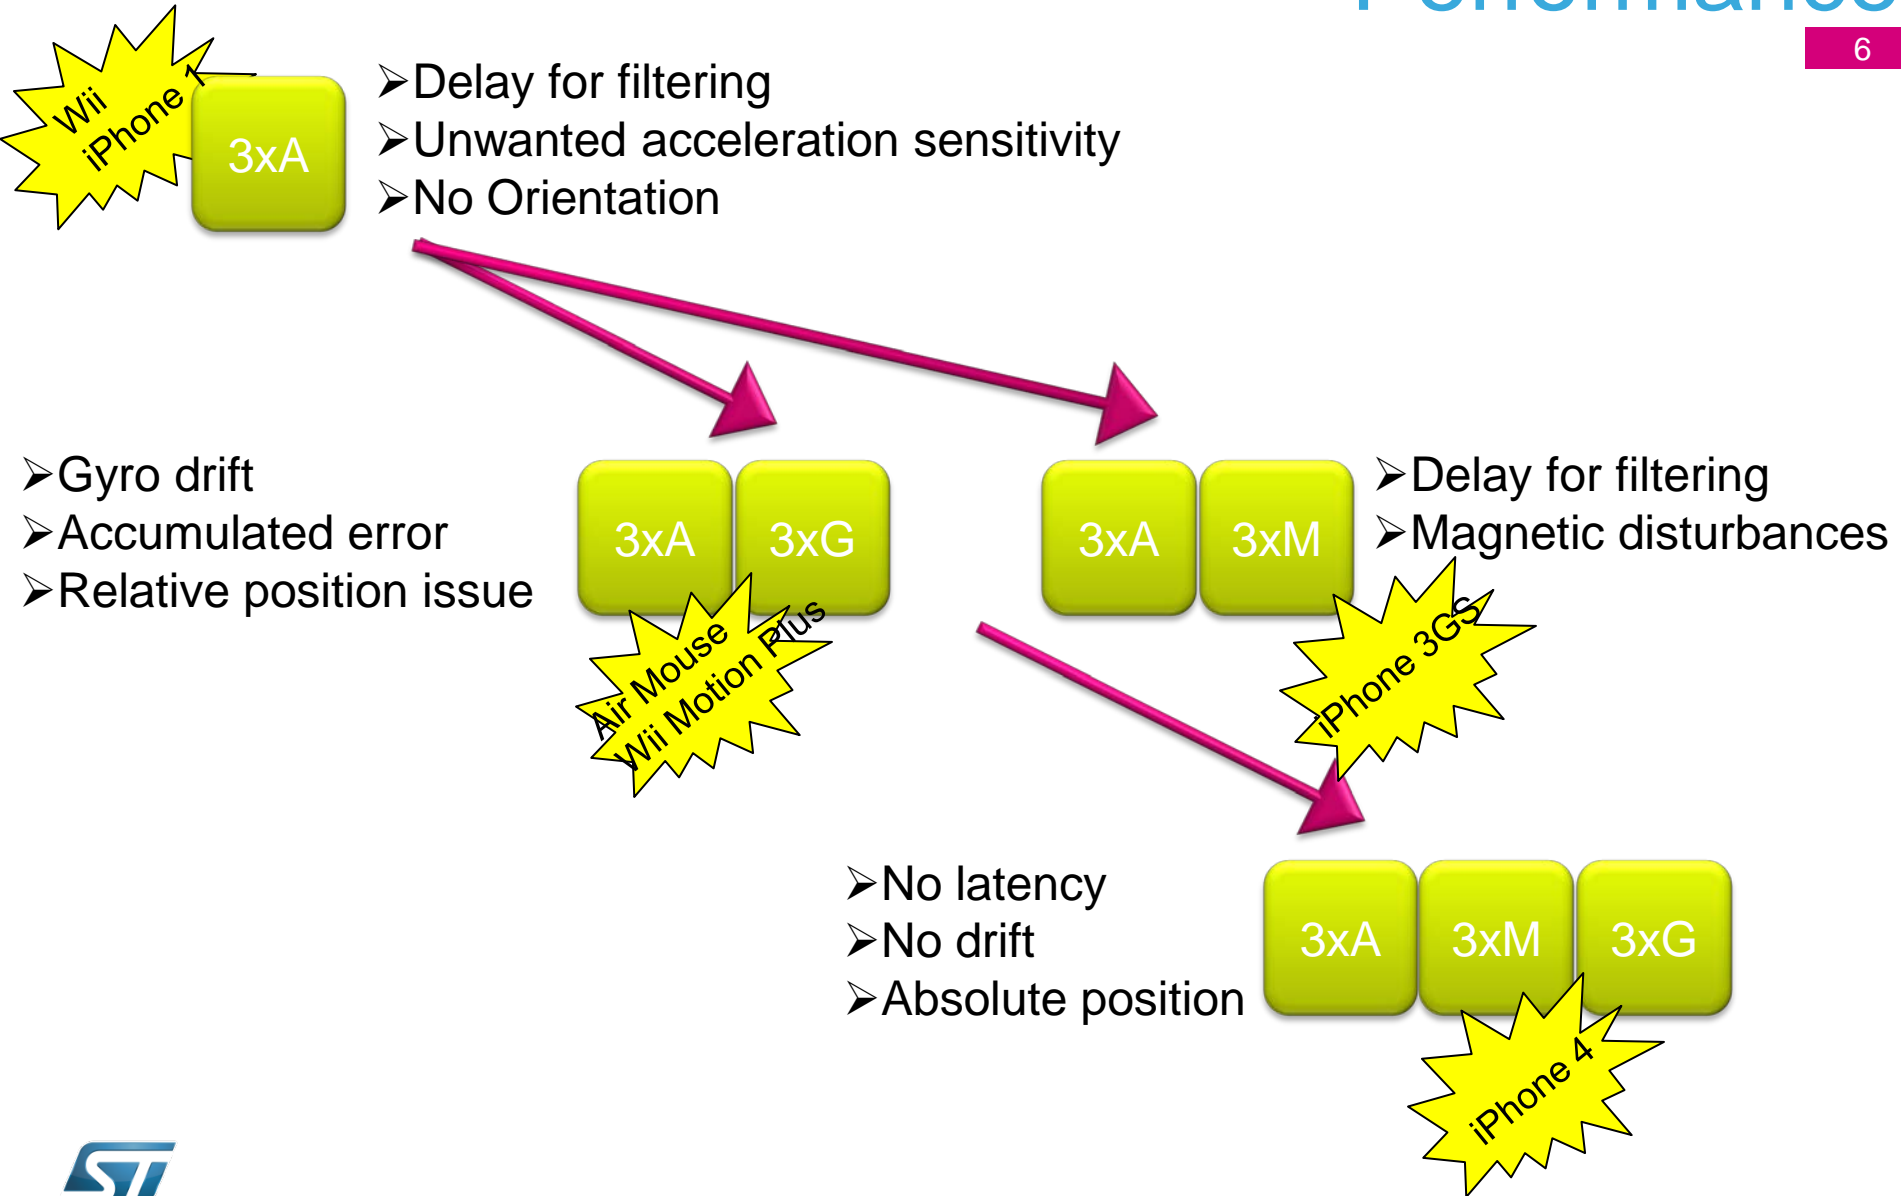 Performance
6
Wii
iPhone 1
3xA
➢Delay for filtering
➢Unwanted acceleration sensitivity
➢No Orientation
➢Gyro drift
➢Accumulated error
➢Relative position issue
3xA 3xG
Air Mouse
Wii Motion Plus
3xA 3xM
➢Delay for filtering
➢Magnetic disturbances
iPhone 3GS
➢No latency
➢No drift
➢Absolute position
3xA 3xM 3xG
iPhone 4
ST